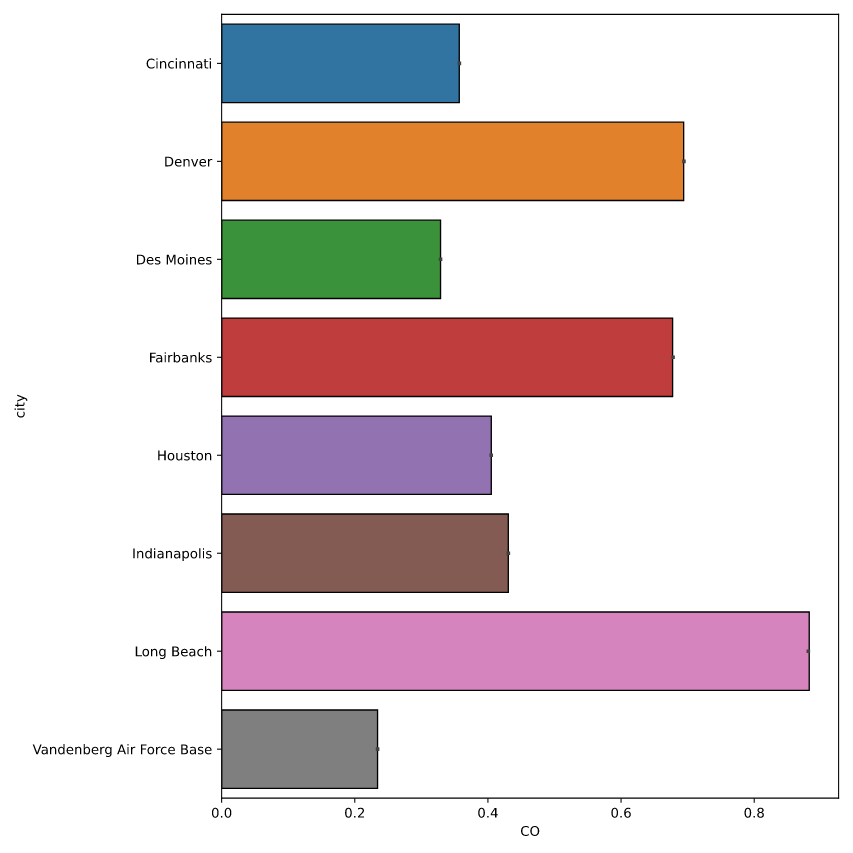 Cincinnati
Denver
Des Moines
Fairbanks
Houston
Indianapolis
Long Beach
Vandenberg Air Force Base
city
0.0 0.2 0.4 0.6 0.8
CO